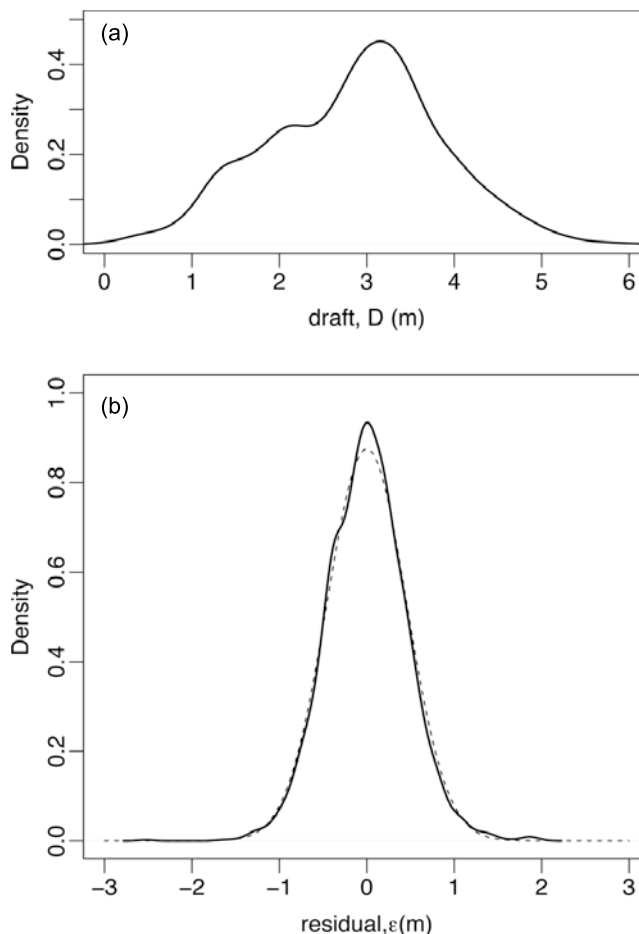 (a)
Density
0.0 0.2 0.4
0 1 2 3 4 5 6
draft, D (m)
(b)
Density
0.0 0.2 0.4 0.6 0.8 1.0
−3 −2 −1 0 1 2 3
residual,ε(m)